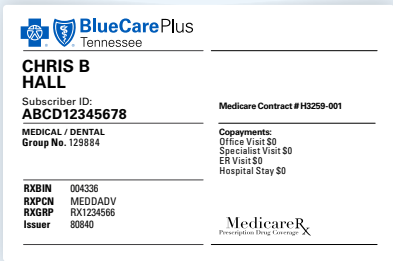 BlueCare Plus
Tennessee
CHRIS B
HALL
Subscriber ID:
ABCD12345678
MEDICAL / DENTAL
Group No. 129884
RXBIN 004336
RXPCN MEDDADV
RXGRP RX1234566
Issuer 80840
Medicare Contract # H3259-001
Copayments:
Office Visit $0
Specialist Visit $0
ER Visit $0
Hospital Stay $0
MedicareRx
Prescription Drug Coverage